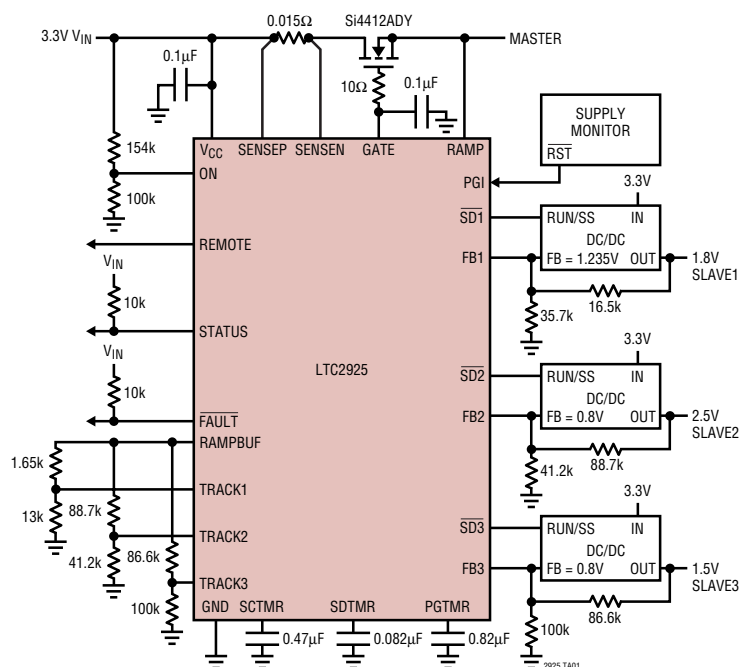 0.015Ω
Si4412ADY
3.3V VIN
MASTER
0.1µF
10Ω
0.1µF
SUPPLY
MONITOR
RST
154k
VCC
SENSEP
SENSEN
GATE
RAMP
ON
PGI
100k
3.3V
SD1
RUN/SS
IN
DC/DC
REMOTE
FB1
FB = 1.235V
OUT
1.8V
SLAVE1
VIN
16.5k
10k
35.7k
STATUS
VIN
3.3V
LTC2925
SD2
RUN/SS
IN
DC/DC
10k
FB2
FB = 0.8V
OUT
2.5V
SLAVE2
FAULT
RAMPBUF
88.7k
41.2k
1.65k
TRACK1
88.7k
13k
3.3V
SD3
RUN/SS
IN
DC/DC
TRACK2
86.6k
41.2k
FB3
FB = 0.8V
OUT
1.5V
SLAVE3
TRACK3
86.6k
100k
GND
SCTMR
SDTMR
PGTMR
100k
0.47µF
0.082µF
0.82µF
2925 TA01